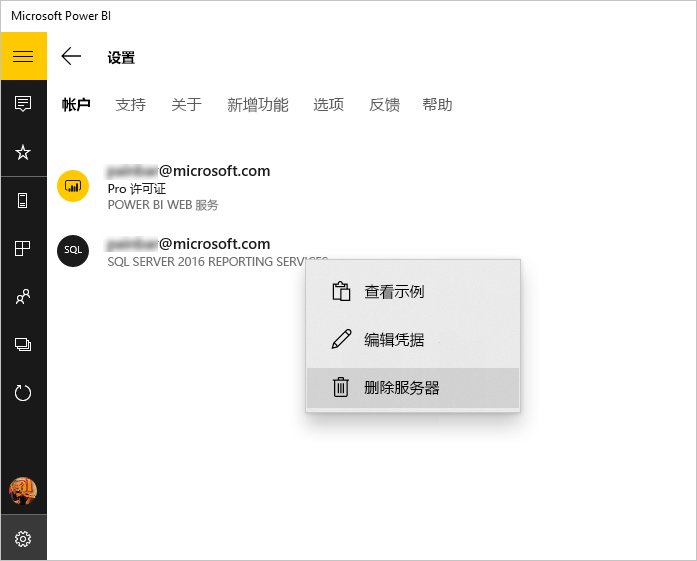 Microsoft Power BI
设置
帐户 支持 关于 新增功能 选项 反馈 帮助
@microsoft.com
Pro 许可证
POWER BI WEB 服务
SQL
@microsoft.com
SQL SERVER 2016 REPORTING SERVICES
查看示例
编辑凭据
删除服务器